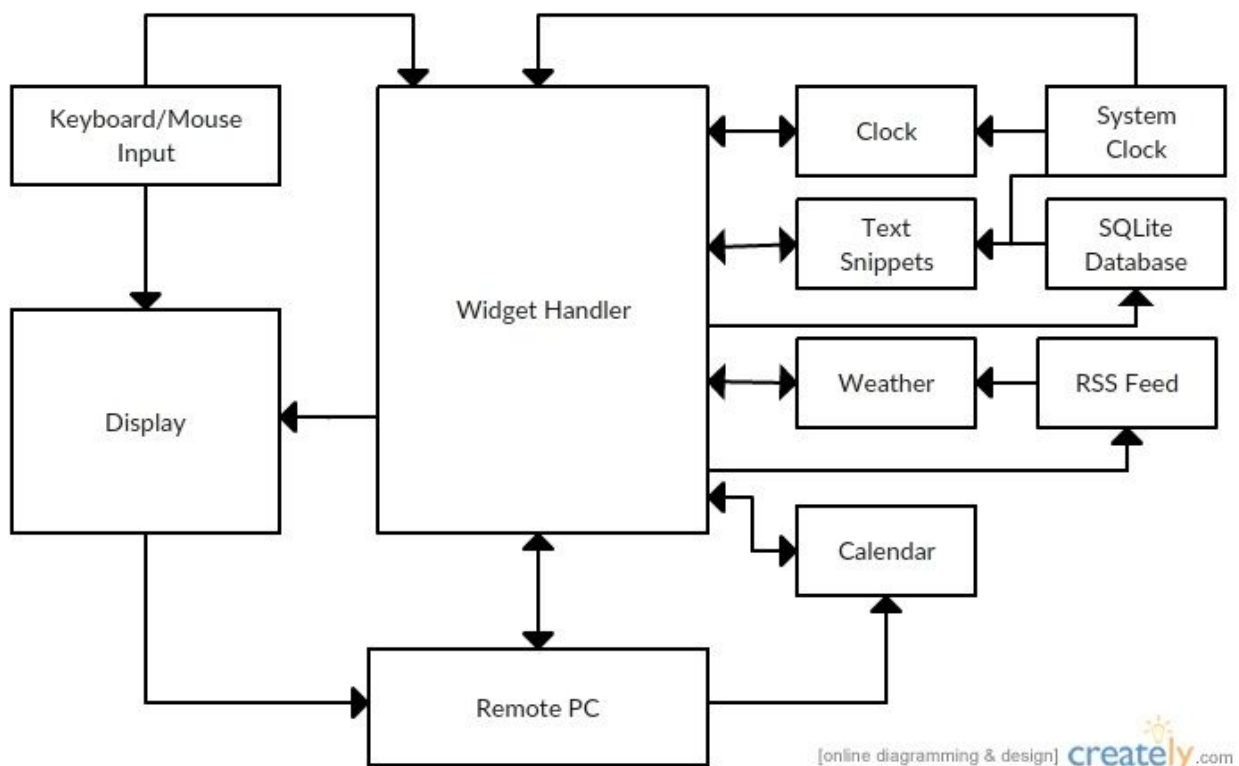 Keyboard/Mouse
Input
Clock
System
Clock
Text
Snippets
SQLite
Database
Widget Handler
Weather
RSS Feed
Display
Calendar
Remote PC
[online diagramming & design] creately.com